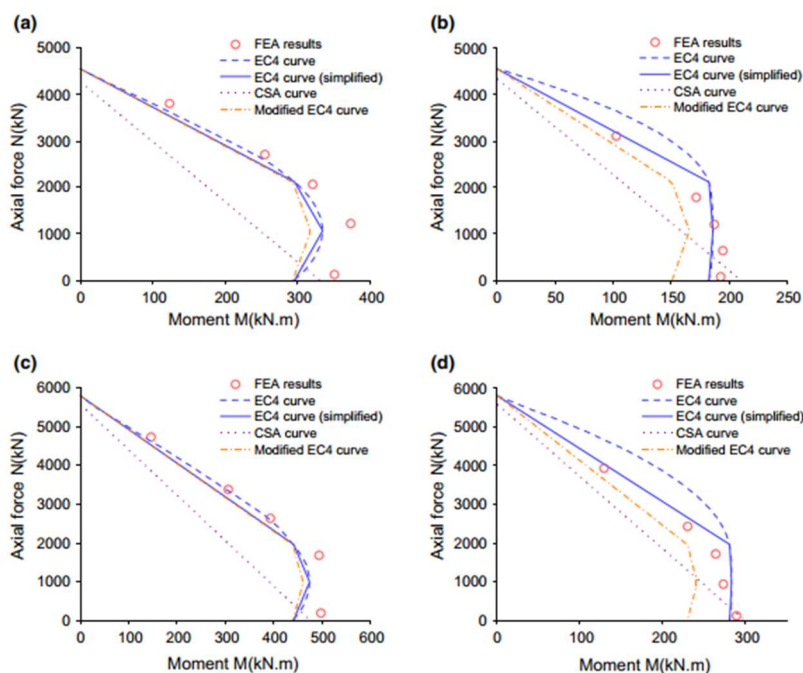 (a)
5000
4000
3000
2000
1000
0
Axial force N(kN)
FEA results
EC4 curve
EC4 curve (simplified)
CSA curve
Modified EC4 curve
0 100 200 300 400
Moment M(kN.m)
(b)
5000
4000
3000
2000
1000
0
Axial force N(kN)
FEA results
EC4 curve
EC4 curve (simplified)
CSA curve
Modified EC4 curve
0 50 100 150 200 250
Moment M(kN.m)
(c)
6000
5000
4000
3000
2000
1000
0
Axial force N(kN)
FEA results
EC4 curve
EC4 curve (simplified)
CSA curve
Modified EC4 curve
0 100 200 300 400 500 600
Moment M(kN.m)
(d)
6000
5000
4000
3000
2000
1000
0
Axial force N(kN)
FEA results
EC4 curve
EC4 curve (simplified)
CSA curve
Modified EC4 curve
0 100 200 300
Moment M(kN.m)